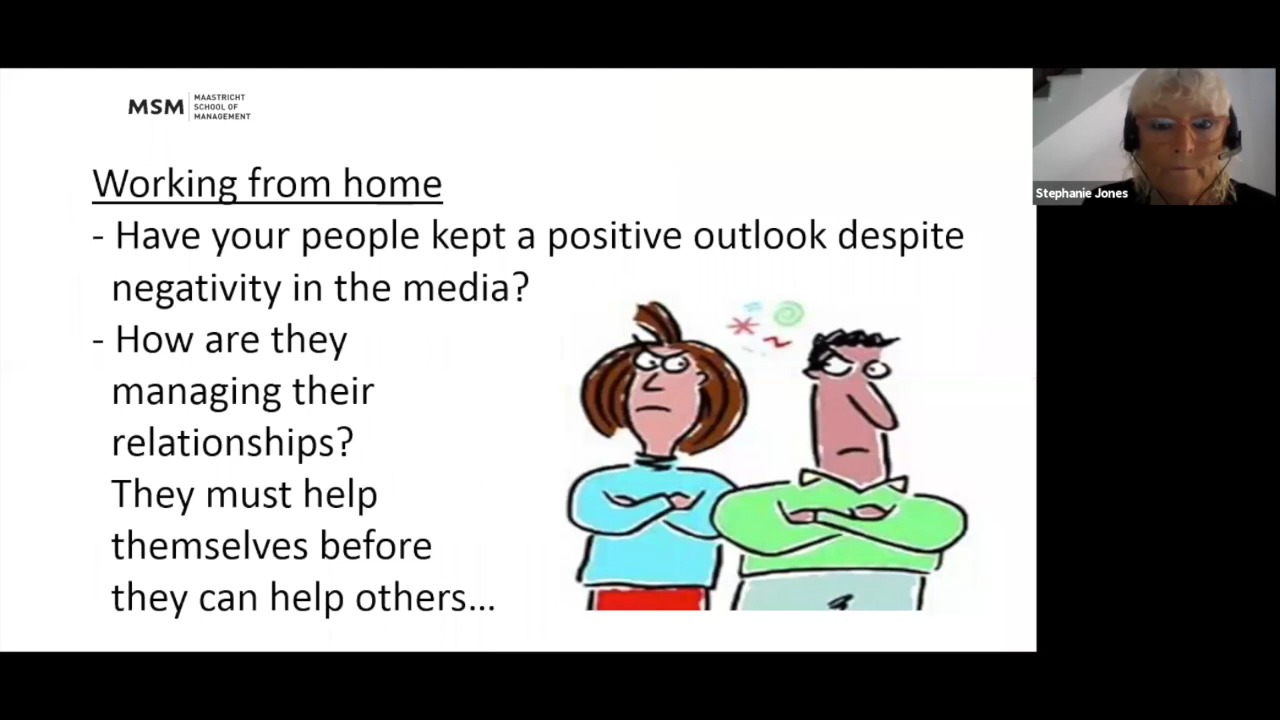 MSM
MAASTRICHT
SCHOOL OF
MANAGEMENT
Working from home
- Have your people kept a positive outlook despite
negativity in the media?
- How are they
managing their
relationships?
They must help
themselves before
they can help others...
Stephanie Jones